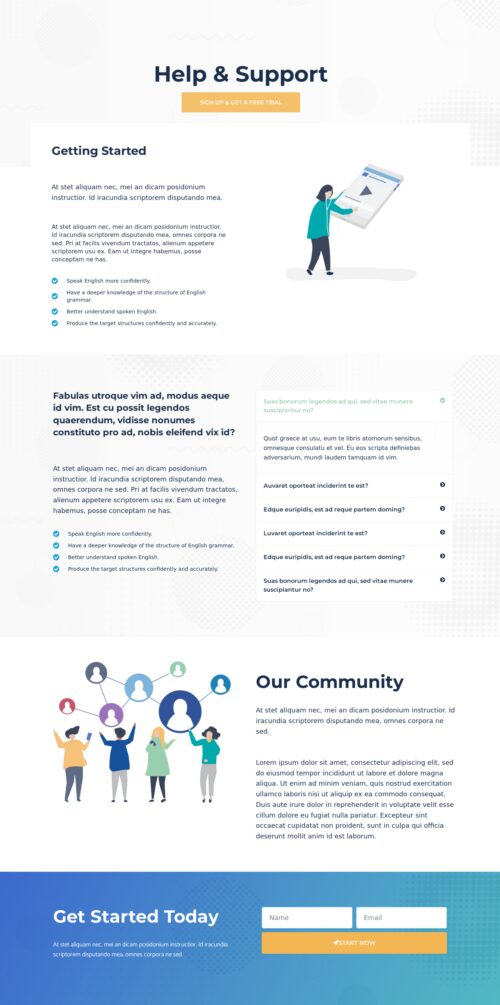 Help & Support
SIGN UP & GET A FREE TRIAL
Getting Started
At stet aliquam nec, mei an dicam posidonium
instructior. Id iracundia scriptorem disputando mea.
At stet aliquam nec, mei an dicam posidonium instructior.
Id iracundia scriptorem disputando mea, omnes corpora ne
sed. Pri at facilis vivendum tractatos, alienum appetere
scriptorem usu ex. Eam ut integre habemus, posse
conceptam ne has.
Speak English more confidently.
Have a deeper knowledge of the structure of English
grammar.
Better understand spoken English.
Produce the target structures confidently and accurately.
Fabulas utroque vim ad, modus aeque
id vim. Est cu possit legendos
quaerendum, vidisse nonumes
constituto pro ad, nobis eleifend vix id?
At stet aliquam nec, mei an dicam posidonium
instructior. Id iracundia scriptorem disputando mea,
omnes corpora ne sed. Pri at facilis vivendum tractatos,
alienum appetere scriptorem usu ex. Eam ut integre
habemus, posse conceptam ne has.
Speak English more confidently.
Have a deeper knowledge of the structure of English grammar.
Better understand spoken English.
Produce the target structures confidently and accurately.
Suas bonorum legendos ad qui, sed vitae munere
suscipiantur no?
Quot graece at usu, eum te libris atomorum sensibus,
omnesque consulatu et vel. Eu eos scripta definiebas
adversarium, mundi laudem tamquam id vim.
Auvaret oporteat inciderint te est?
Edque euripidis, est ad reque partem doming?
Luvaret oporteat inciderint te est?
Edque euripidis, est ad reque partem doming?
Suas bonorum legendos ad qui, sed vitae munere
suscipiantur no?
Our Community
At stet aliquam nec, mei an dicam posidonium instructior. Id
iracundia scriptorem disputando mea, omnes corpora ne
sed.
Lorem ipsum dolor sit amet, consectetur adipiscing elit, sed
do eiusmod tempor incididunt ut labore et dolore magna
aliqua. Ut enim ad minim veniam, quis nostrud exercitation
ullamco laboris nisi ut aliquip ex ea commodo consequat.
Duis aute irure dolor in reprehenderit in voluptate velit esse
cillum dolore eu fugiat nulla pariatur. Excepteur sint
occaecat cupidatat non proident, sunt in culpa qui officia
deserunt mollit anim id est laborum.
Get Started Today
At stet aliquam nec, mei an dicam posidonium instructior. Id iracundia
scriptorem disputando mea, omnes corpora ne sed.
Name
Email
START NOW